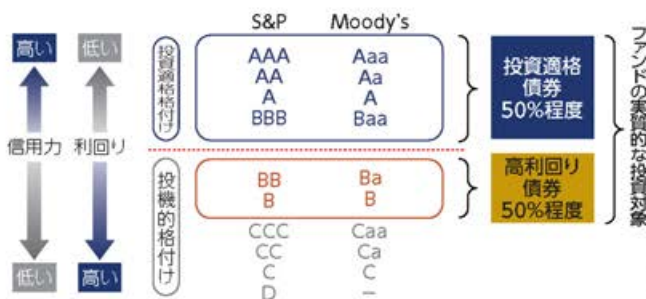 S&P Moody's
高い 低い
信用力 利回り
低い 高い
投資適格格付け
AAA Aaa
AA Aa
A A
BBB Baa
投資適格
債券
50%程度
投機的格付け
BB Ba
B B
高利回り
債券
50%程度
CCC Caa
CC Ca
C C
D –
ファンドの実質的な投資対象